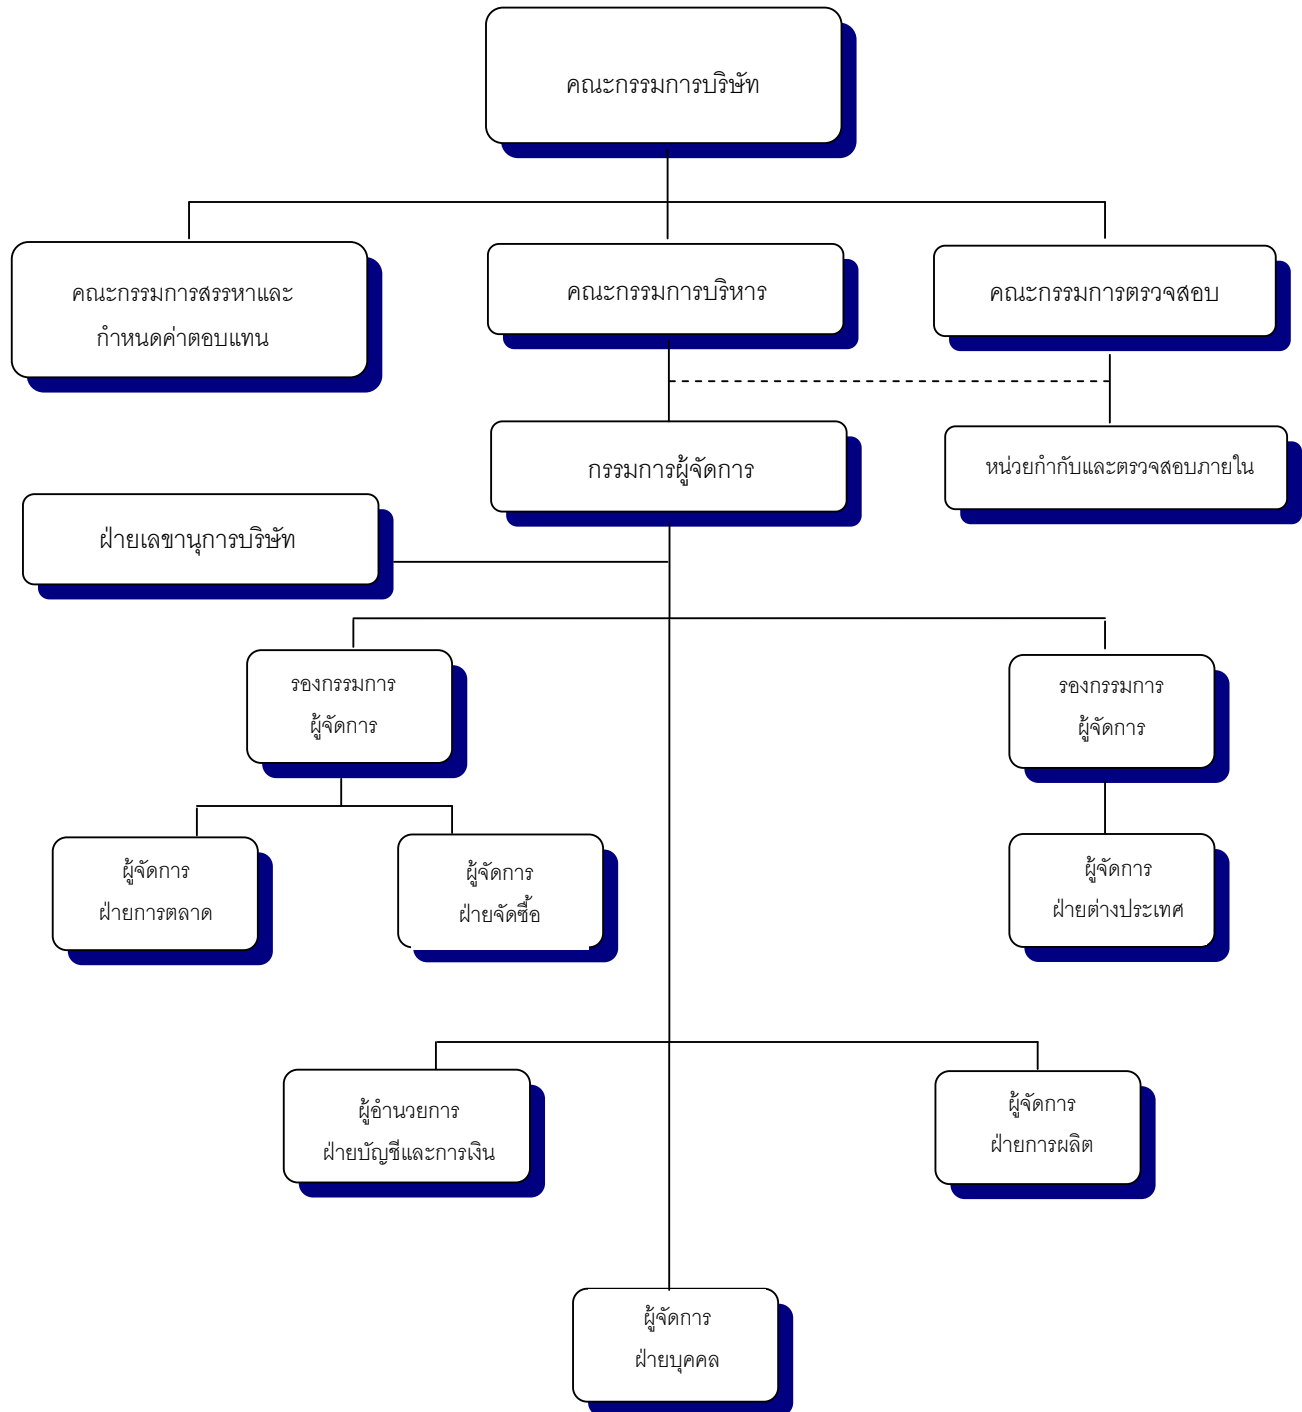 คณะกรรมการบริษัท
คณะกรรมการสรรหาและ
กำหนดค่าตอบแทน
คณะกรรมการบริหาร
คณะกรรมการตรวจสอบ
กรรมการผู้จัดการ
หน่วยกำกับและตรวจสอบภายใน
ฝ่ายเลขานุการบริษัท
รองกรรมการ
ผู้จัดการ
รองกรรมการ
ผู้จัดการ
ผู้จัดการ
ฝ่ายการตลาด
ผู้จัดการ
ฝ่ายจัดซื้อ
ผู้จัดการ
ฝ่ายต่างประเทศ
ผู้อำนวยการ
ฝ่ายบัญชีและการเงิน
ผู้จัดการ
ฝ่ายการผลิต
ผู้จัดการ
ฝ่ายบุคคล